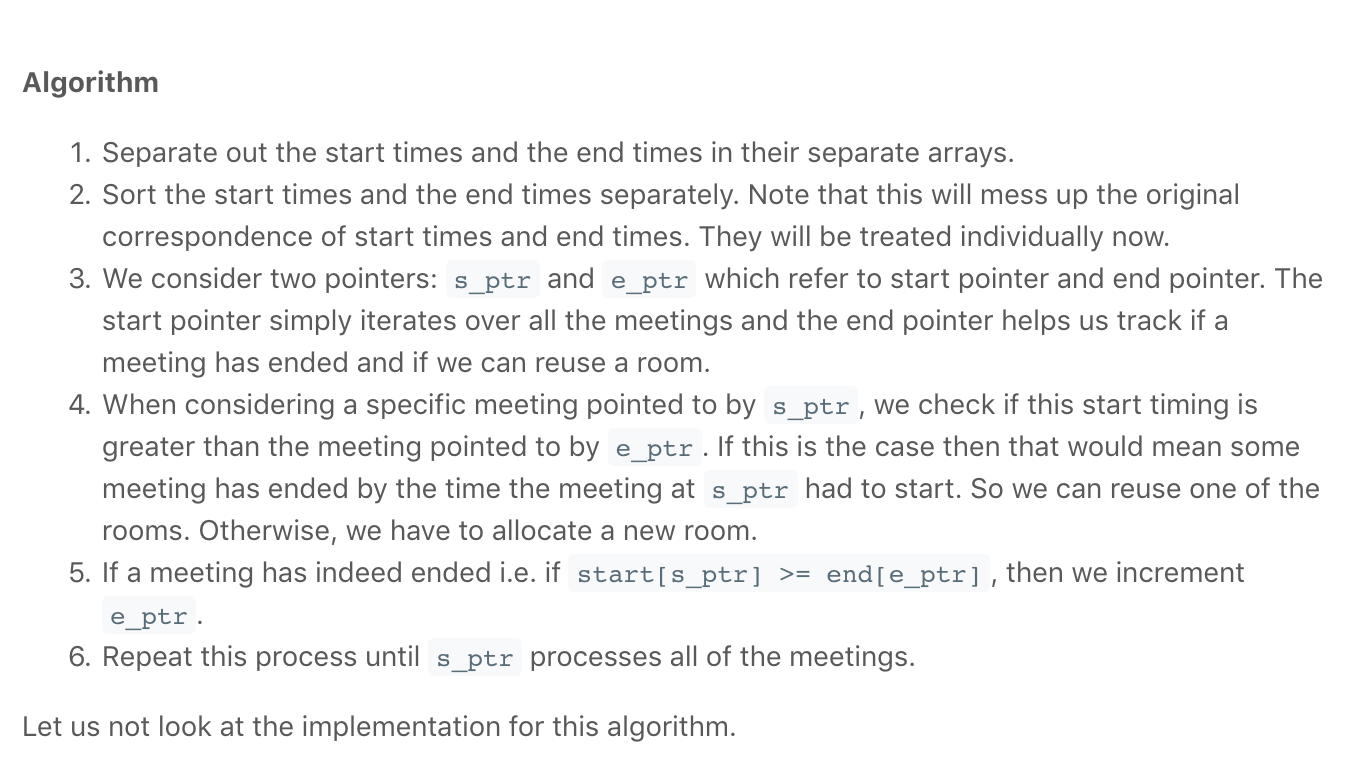 Algorithm
1. Separate out the start times and the end times in their separate arrays.
2. Sort the start times and the end times separately. Note that this will mess up the original
correspondence of start times and end times. They will be treated individually now.
3. We consider two pointers: s_ptr and e_ptr which refer to start pointer and end pointer. The
start pointer simply iterates over all the meetings and the end pointer helps us track if a
meeting has ended and if we can reuse a room.
4. When considering a specific meeting pointed to by s_ptr, we check if this start timing is
greater than the meeting pointed to by e_ptr. If this is the case then that would mean some
meeting has ended by the time the meeting at s_ptr had to start. So we can reuse one of the
rooms. Otherwise, we have to allocate a new room.
5. If a meeting has indeed ended i.e. if start[s_ptr] >= end[e_ptr], then we increment
e_ptr.
6. Repeat this process until s_ptr processes all of the meetings.
Let us not look at the implementation for this algorithm.